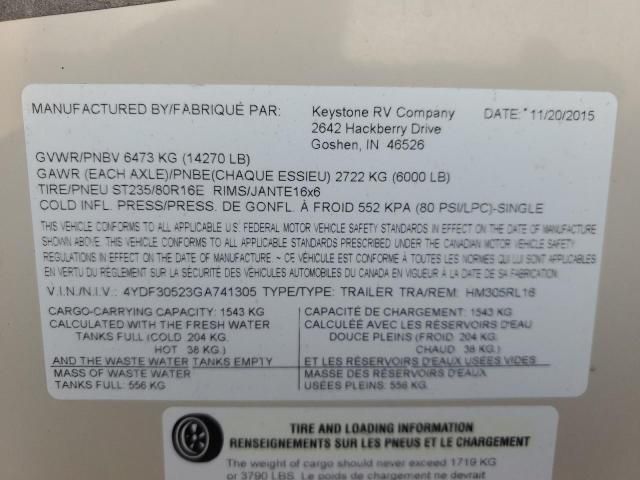 MANUFACTURED BY/FABRIQUÉ PAR: Keystone RV Company DATE: *11/20/2015
2642 Hackberry Drive
Goshen, IN 46526
GVWR/PNBV 6473 KG (14270 LB)
GAWR (EACH AXLE)/PNBE(CHAQUE ESSIEU) 2722 KG (6000 LB)
TIRE/PNEU ST235/80R16E RIMS/JANTE16x6
COLD INFL. PRESS/PRESS. DE GONFL. À FROID 552 KPA (80 PSI/LPC)-SINGLE
THIS VEHICLE CONFORMS TO ALL APPLICABLE U.S. FEDERAL MOTOR VEHICLE SAFETY STANDARDS IN EFFECT ON THE DATE OF MANUFACTURE
SHOWN ABOVE. THIS VEHICLE CONFORMS TO ALL APPLICABLE STANDARDS PRESCRIBED UNDER THE CANADIAN MOTOR VEHICLE SAFETY
REGULATIONS IN EFFECT ON THE DATE OF MANUFACTURE. – CE VÉHICULE EST CONFORME À TOUTES LES NORMES QUI LUI SONT APPLICABLES
EN VERTU DU RÉGLEMENT SUR LA SÉCURITÉ DES VÉHICULES AUTOMOBILES DU CANADA EN VIGUEUR À LA DATE DE SA FABRICATION.
V.I.N./N.I.V.: 4YDF30523GA741305 TYPE/TYPE: TRAILER TRA/REM: HM305RL16
CARGO-CARRYING CAPACITY: 1543 KG
CALCULATED WITH THE FRESH WATER
TANKS FULL (COLD 204 KG.
HOT 38 KG.)
AND THE WASTE WATER TANKS EMPTY
MASS OF WASTE WATER
TANKS FULL: 556 KG
CAPACITÉ DE CHARGEMENT: 1543 KG
CALCULÉE AVEC LES RÉSERVOIRS D'EAU
DOUCE PLEINS (FROID 204 KG
CHAUD 38 KG.)
ET LES RÉSERVOIRS D'EAUX USÉES VIDES
MASSE DES RÉSERVOIRS D'EAUX
USÉES PLEINS: 556 KG.
TIRE AND LOADING INFORMATION
RENSEIGNEMENTS SUR LES PNEUS ET LE CHARGEMENT
The weight of cargo should never exceed 1719 KG
or 3790 LBS. Le poids de chargement ne devrait